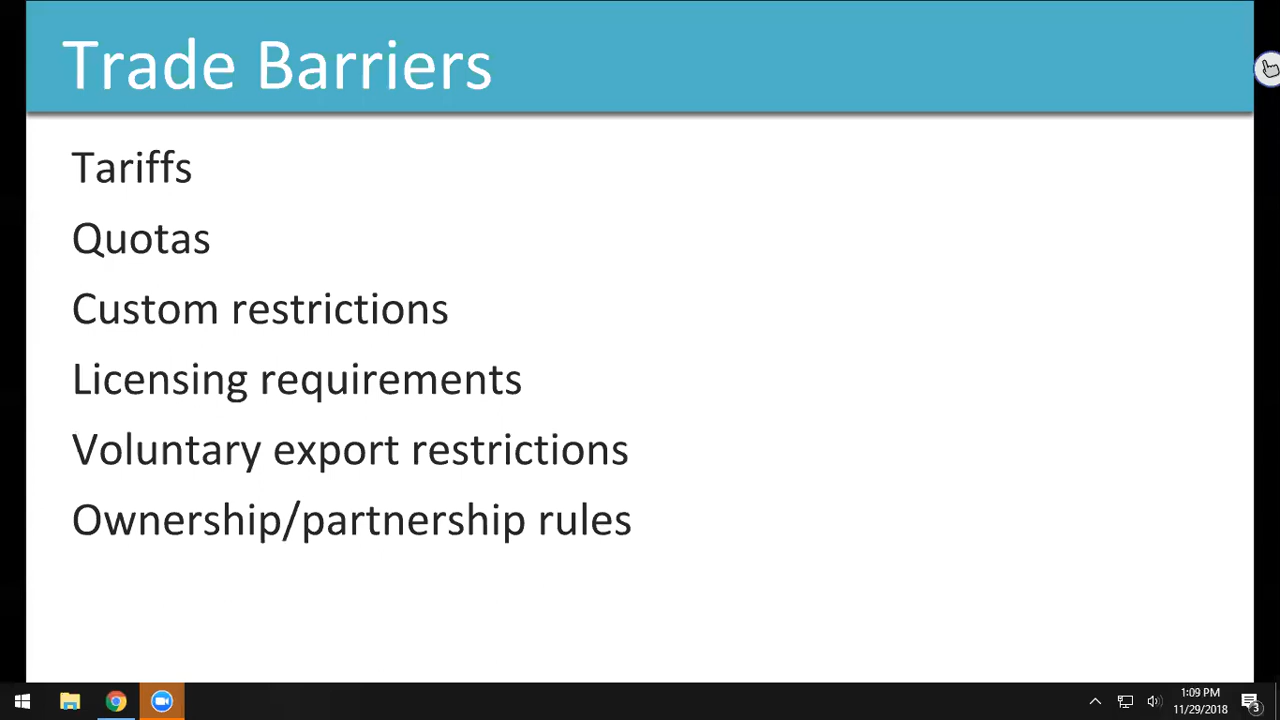 Trade Barriers
Tariffs
Quotas
Custom restrictions
Licensing requirements
Voluntary export restrictions
Ownership/partnership rules
1:09 PM
11/29/2018
3